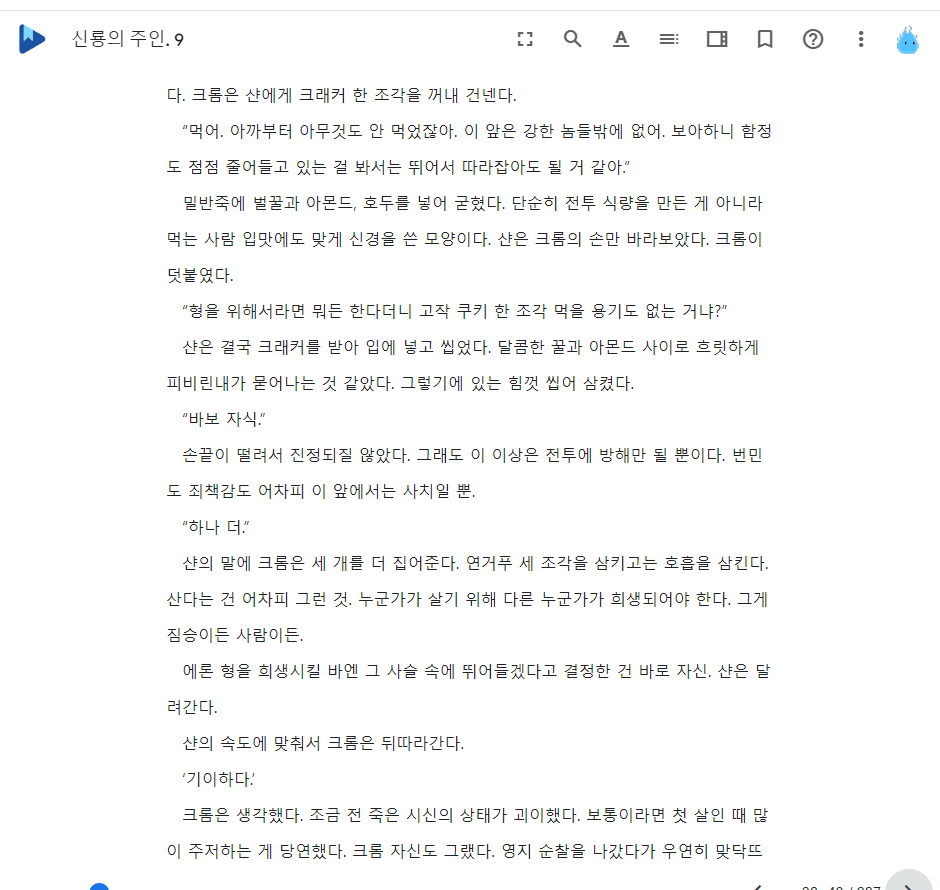 신룡의 주인. 9
다. 크롬은 샨에게 크래커 한 조각을 꺼내 건넨다.
“먹어. 아까부터 아무것도 안 먹었잖아. 이 앞은 강한 놈들밖에 없어. 보아하니 함정
도 점점 줄어들고 있는 걸 봐서는 뛰어서 따라잡아도 될 거 같아.”
밀반죽에 벌꿀과 아몬드, 호두를 넣어 굳혔다. 단순히 전투 식량을 만든 게 아니라
먹는 사람 입맛에도 맞게 신경을 쓴 모양이다. 샨은 크롬의 손만 바라보았다. 크롬이
덧붙였다.
“형을 위해서라면 뭐든 한다더니 고작 쿠키 한 조각 먹을 용기도 없는 거냐?”
샨은 결국 크래커를 받아 입에 넣고 씹었다. 달콤한 꿀과 아몬드 사이로 흐릿하게
피비린내가 묻어나는 것 같았다. 그렇기에 있는 힘껏 씹어 삼켰다.
“바보 자식.”
손끝이 떨려서 진정되질 않았다. 그래도 이 이상은 전투에 방해만 될 뿐이다. 번민
도 죄책감도 어차피 이 앞에서는 사치일 뿐.
“하나 더.”
샨의 말에 크롬은 세 개를 더 집어준다. 연거푸 세 조각을 삼키고는 호흡을 삼킨다.
산다는 건 어차피 그런 것. 누군가가 살기 위해 다른 누군가가 희생되어야 한다. 그게
짐승이든 사람이든.
에론 형을 희생시킬 바엔 그 사슬 속에 뛰어들겠다고 결정한 건 바로 자신. 샨은 달
려간다.
샨의 속도에 맞춰서 크롬은 뒤따라간다.
‘기이하다.’
크롬은 생각했다. 조금 전 죽은 시신의 상태가 괴이했다. 보통이라면 첫 살인 때 많
이 주저하는 게 당연했다. 크롬 자신도 그랬다. 영지 순찰을 나갔다가 우연히 맞닥뜨